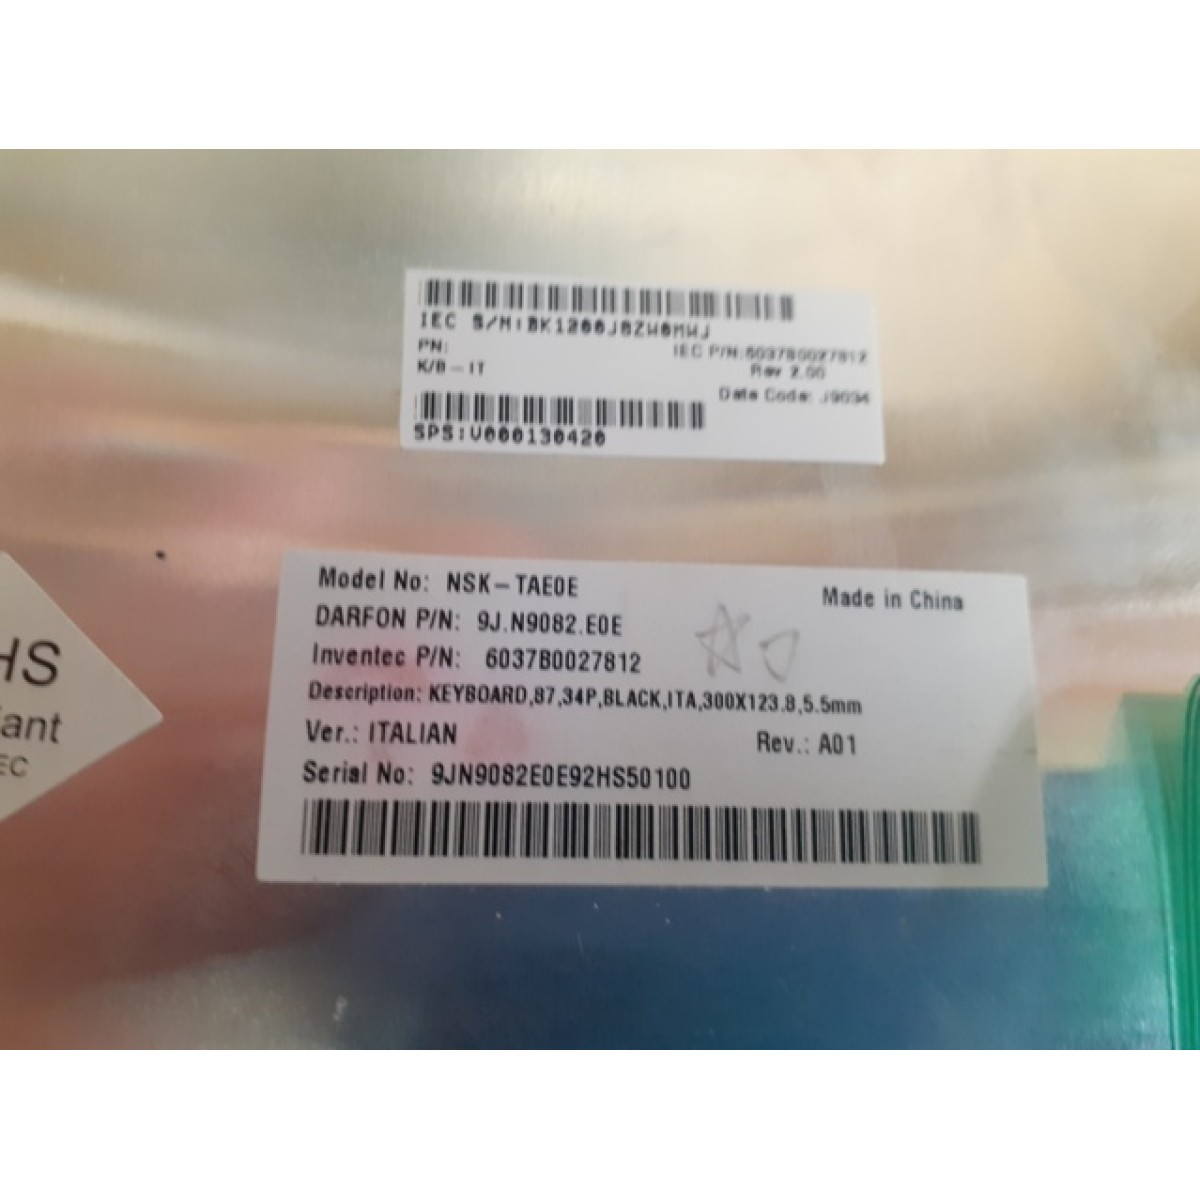 IEC S/N:BK1200J8ZW0MWJ
PN:
IEC P/N:6037B0027812
K/B-IT
Rev 2.00
Date Code: J9034
SPS:V000130420
HS
iant
EC
Model No: NSK-TAE0E
Made in China
DARFON P/N: 9J.N9082.E0E
Inventec P/N: 6037B0027812
Description: KEYBOARD,87,34P,BLACK,ITA,300X123.8,5.5mm
Ver.: ITALIAN
Rev.: A01
Serial No: 9JN9082E0E92HS50100